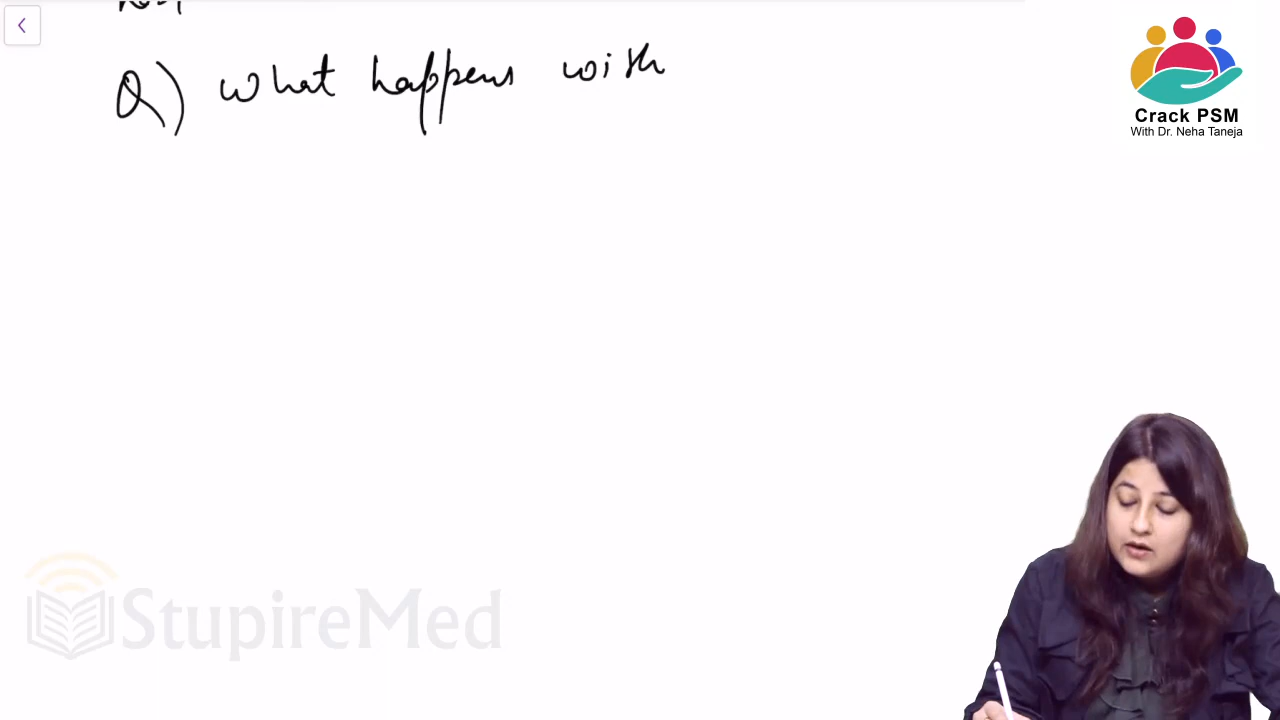 Q) What happens with
Crack PSM
With Dr. Neha Taneja
StupireMed